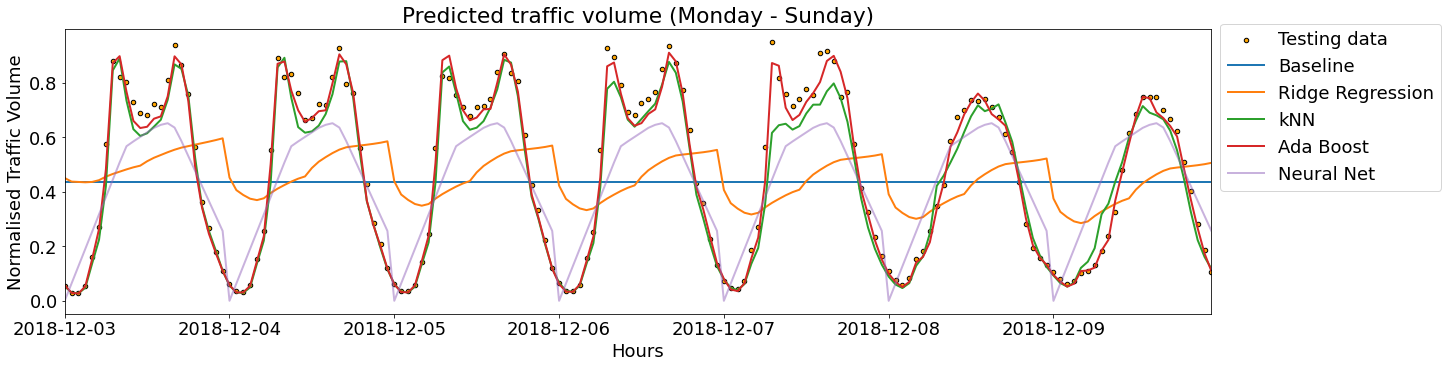 Predicted traffic volume (Monday - Sunday)
Normalised Traffic Volume
0.8
0.6
0.4
0.2
0.0
2018-12-03
2018-12-04
2018-12-05
2018-12-06
2018-12-07
2018-12-08
2018-12-09
Hours
Testing data
Baseline
Ridge Regression
kNN
Ada Boost
Neural Net